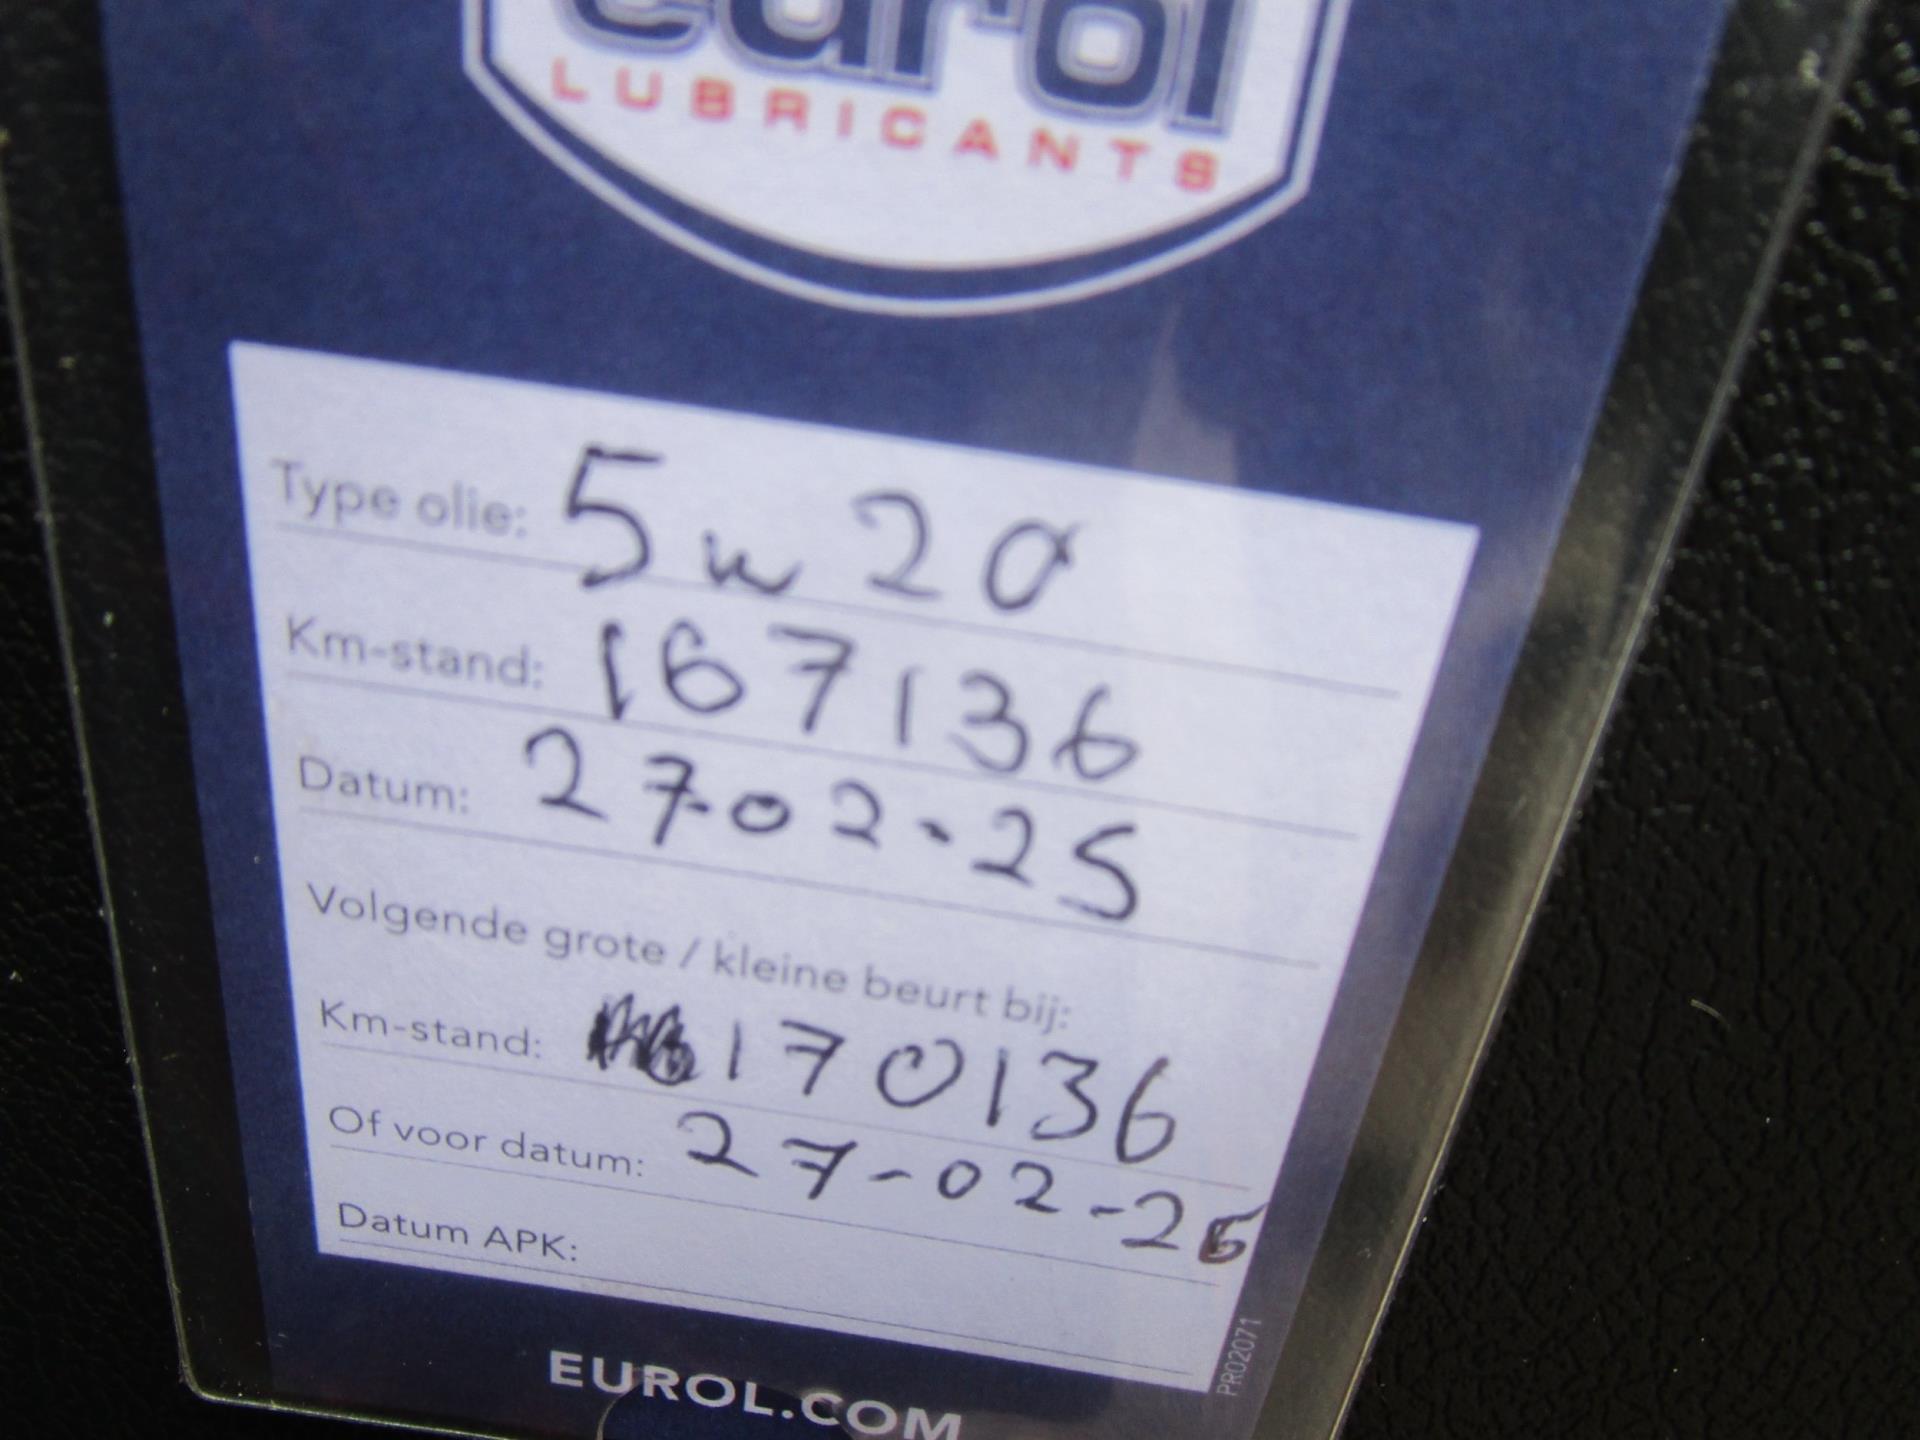 eurol
LUBRICANTS
Type olie: 5w20
Km-stand: 167136
Datum: 27-02-25
Volgende grote / kleine beurt bij:
Km-stand: 170136
Of voor datum: 27-02-26
Datum APK:
PR02071
EUROL.COM